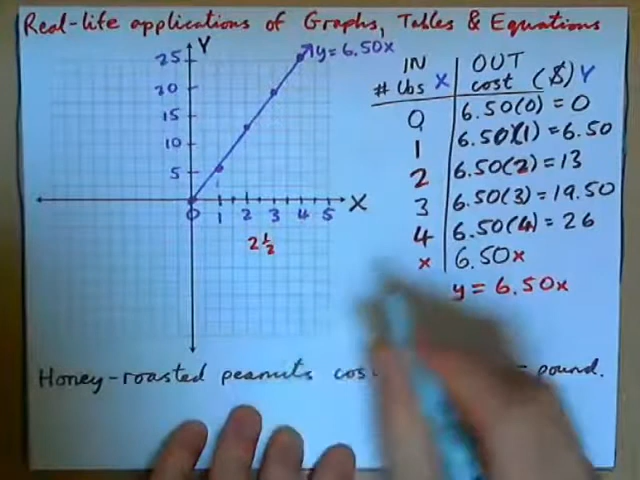 Real-life applications of Graphs, Tables & Equations
Y
25
20
15
10
5
y=6.50x
0 1 2 3 4 5 X
2 1/2
IN OUT
# lbs X cost ($) Y
0 6.50(0) = 0
1 6.50(1) = 6.50
2 6.50(2) = 13
3 6.50(3) = 19.50
4 6.50(4) = 26
x 6.50x
y = 6.50x
Honey-roasted peanuts pound.